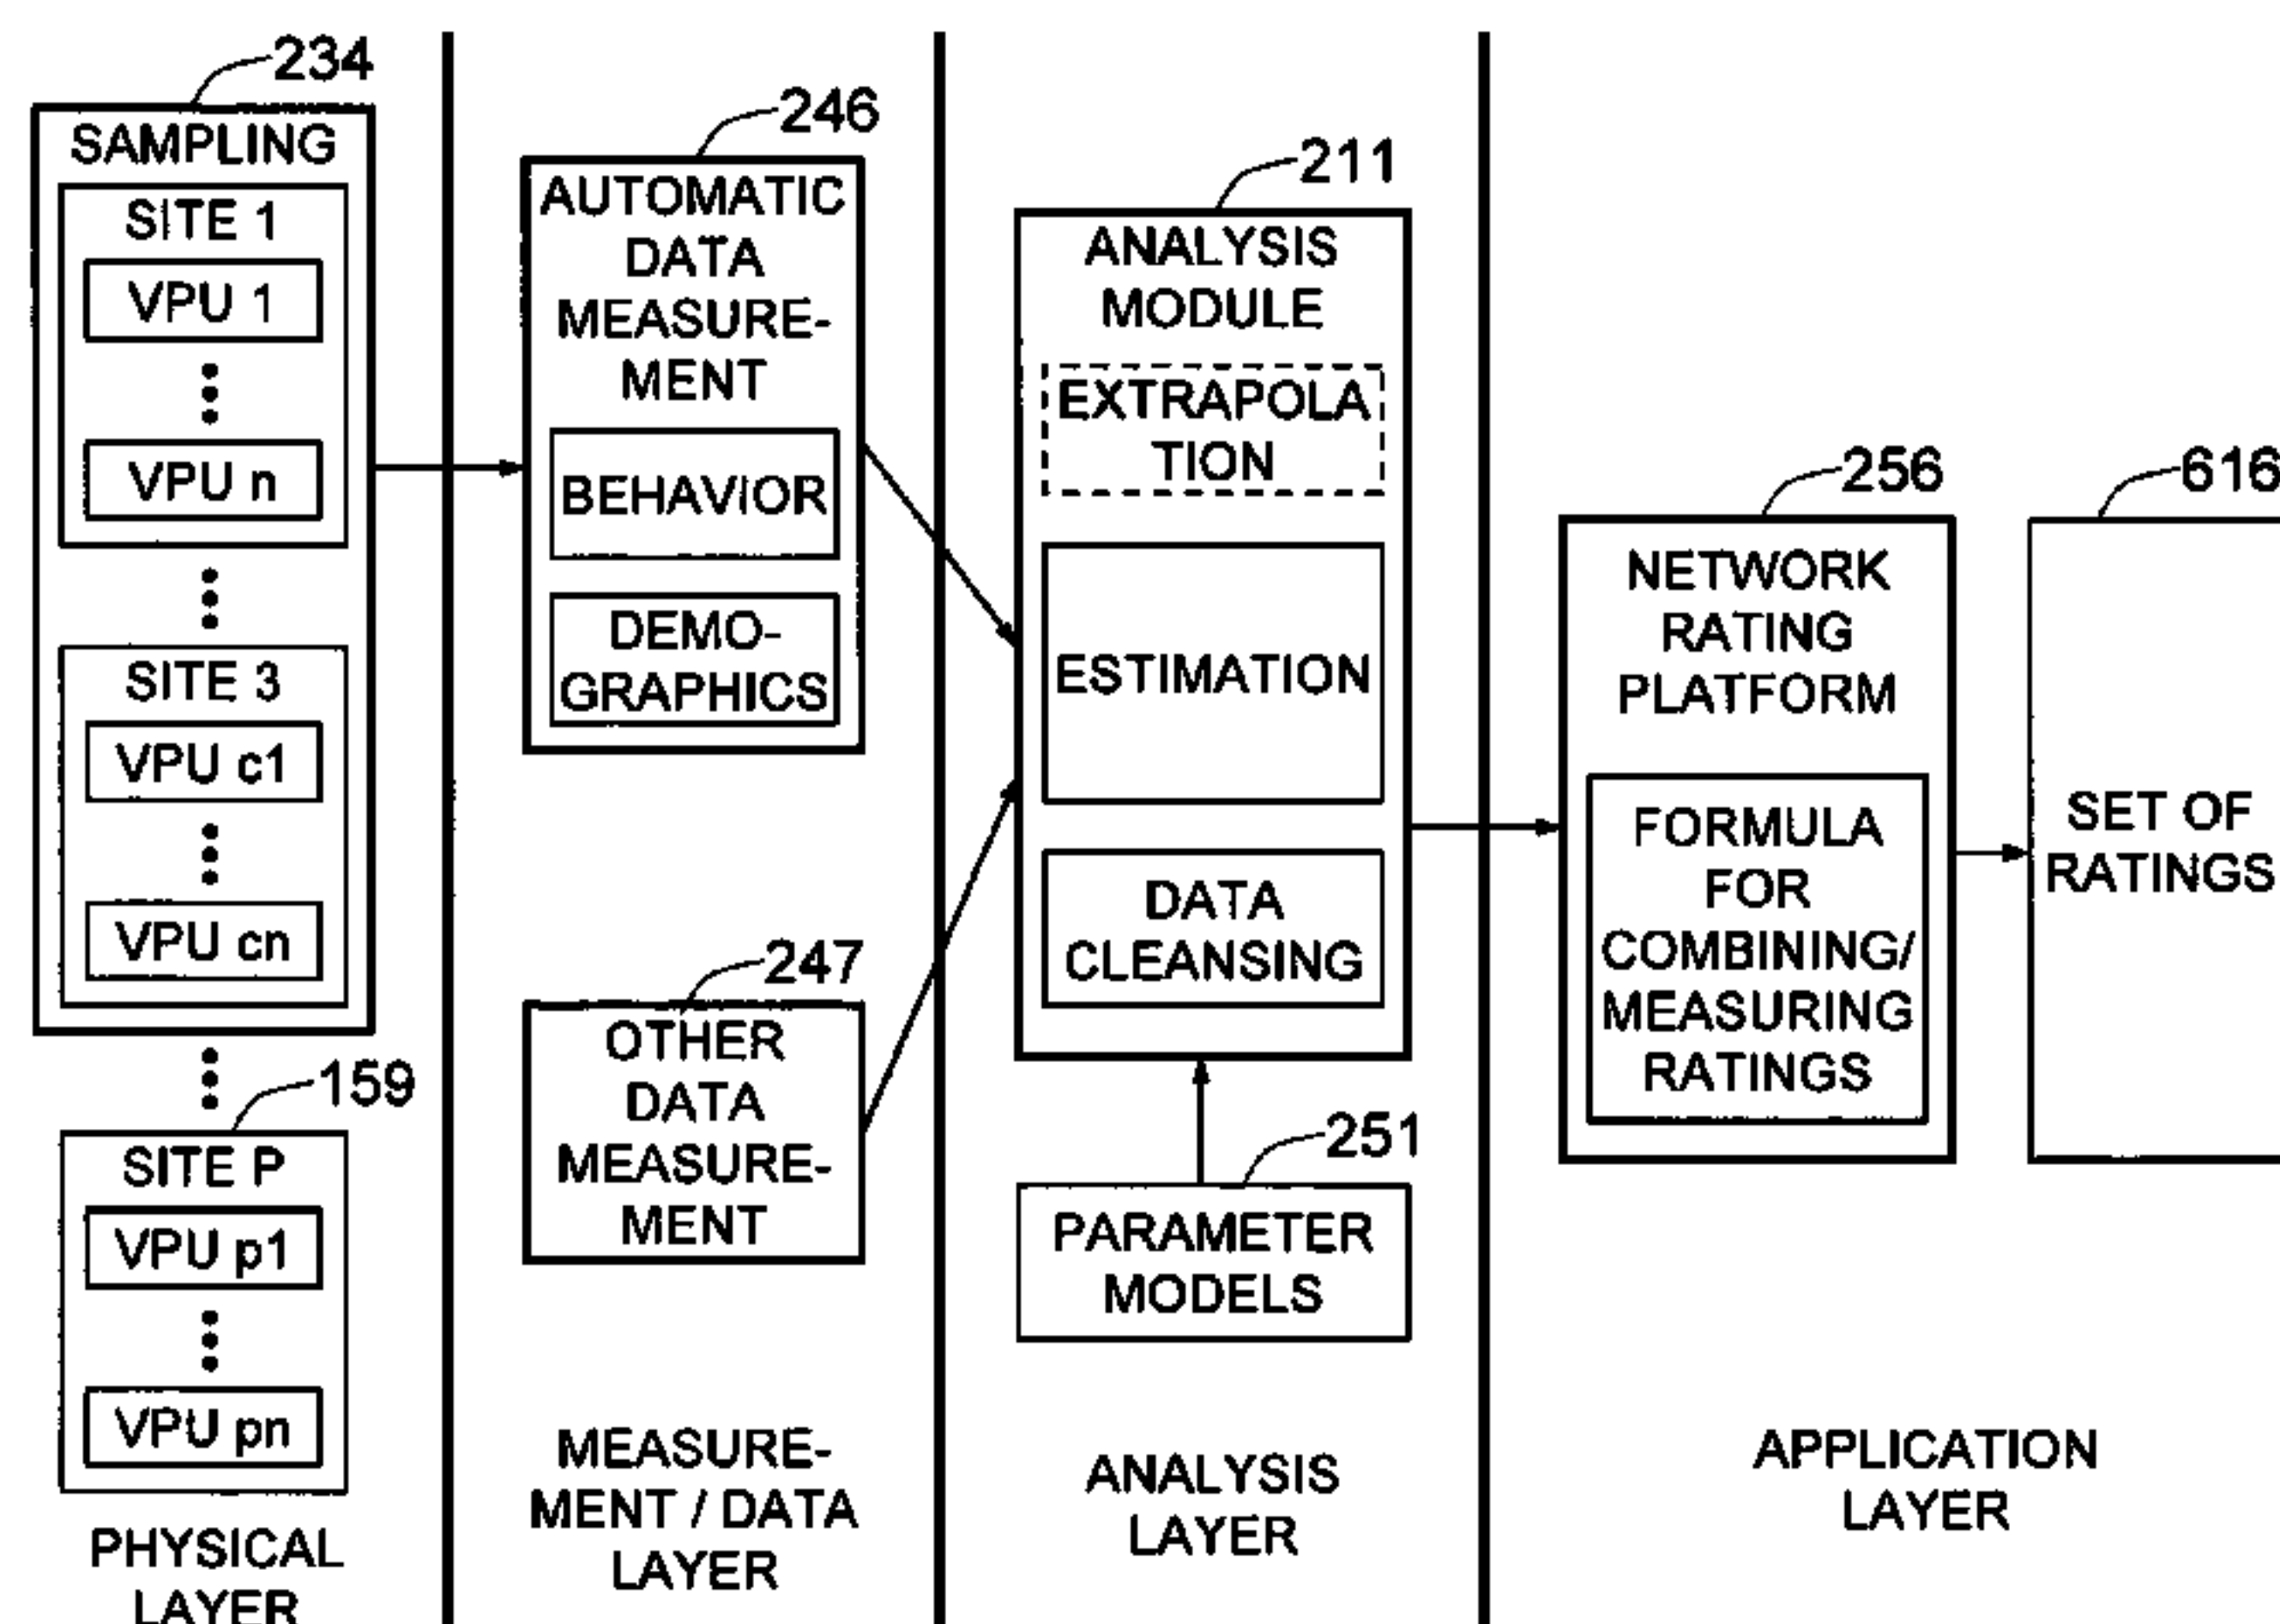 234
SAMPLING
SITE 1
VPU 1
VPU n
SITE 3
VPU c1
VPU cn
159
SITE P
VPU p1
VPU pn
PHYSICAL
LAYER
246
AUTOMATIC
DATA
MEASURE-
MENT
BEHAVIOR
DEMO-
GRAPHICS
247
OTHER
DATA
MEASURE-
MENT
MEASURE-
MENT / DATA
LAYER
211
ANALYSIS
MODULE
EXTRAPOLA
TION
ESTIMATION
DATA
CLEANSING
251
PARAMETER
MODELS
ANALYSIS
LAYER
256
NETWORK
RATING
PLATFORM
FORMULA
FOR
COMBINING/
MEASURING
RATINGS
616
SET OF
RATINGS
APPLICATION
LAYER